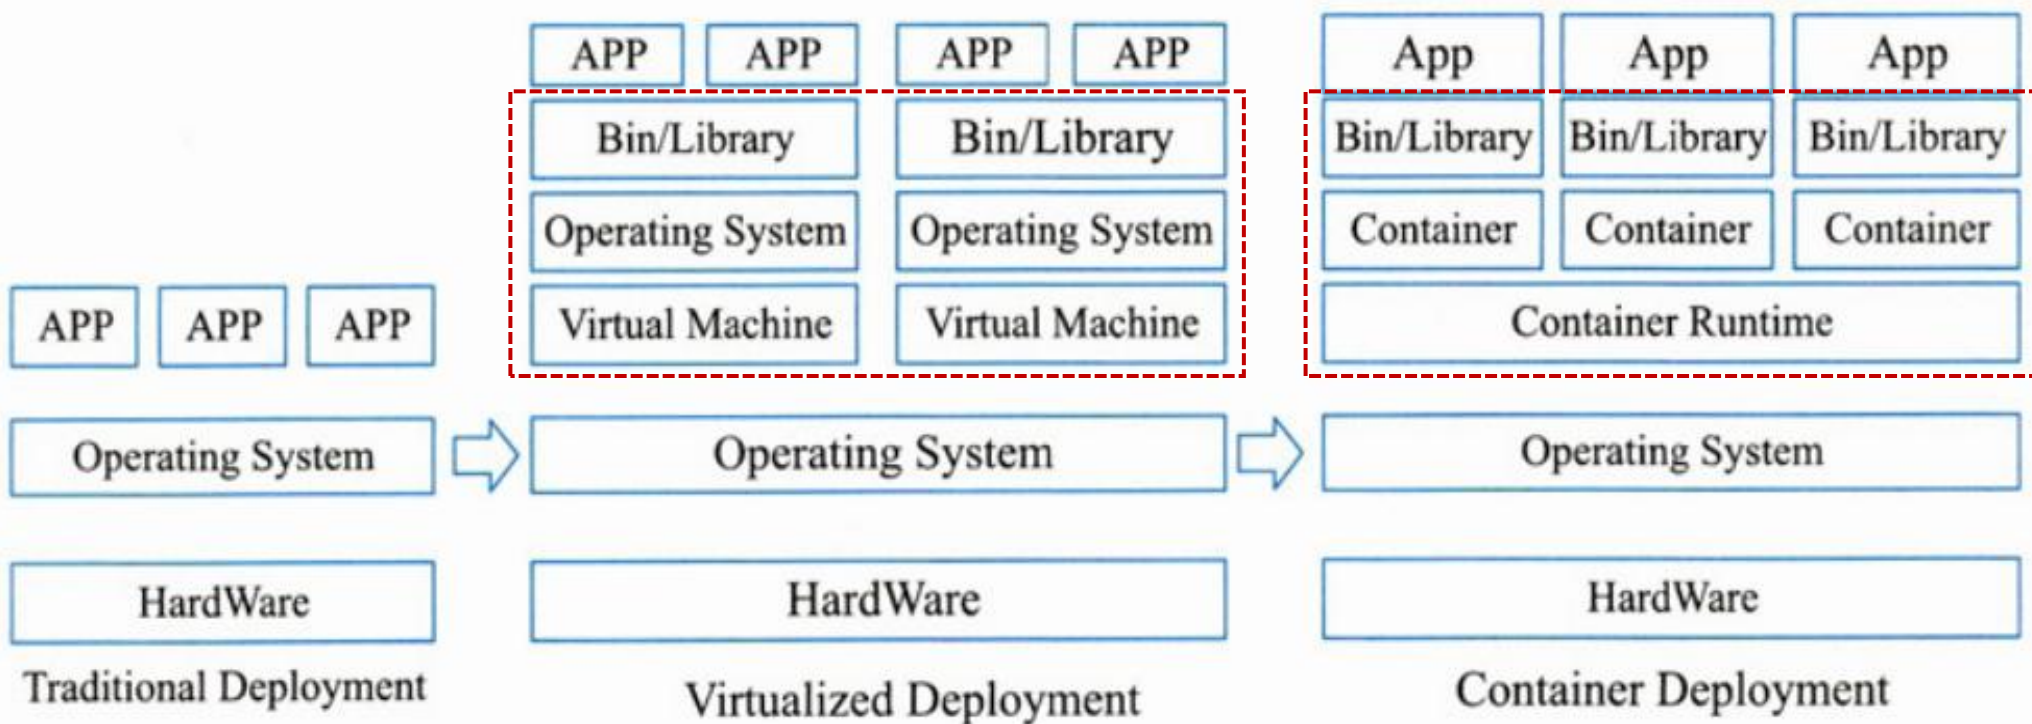 APP APP APP APP App App App
Bin/Library Bin/Library Bin/Library Bin/Library Bin/Library
Operating System Operating System Container Container Container
APP APP APP Virtual Machine Virtual Machine Container Runtime
Operating System Operating System Operating System
HardWare HardWare HardWare
Traditional Deployment Virtualized Deployment Container Deployment